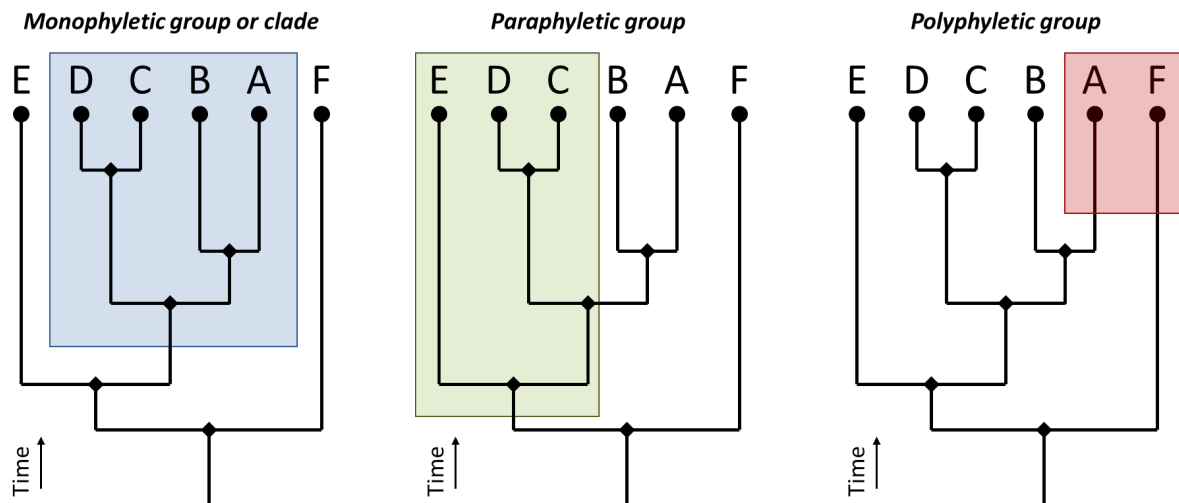 Monophyletic group or clade
E D C B A F
Time
Paraphyletic group
E D C B A F
Time
Polyphyletic group
E D C B A F
Time